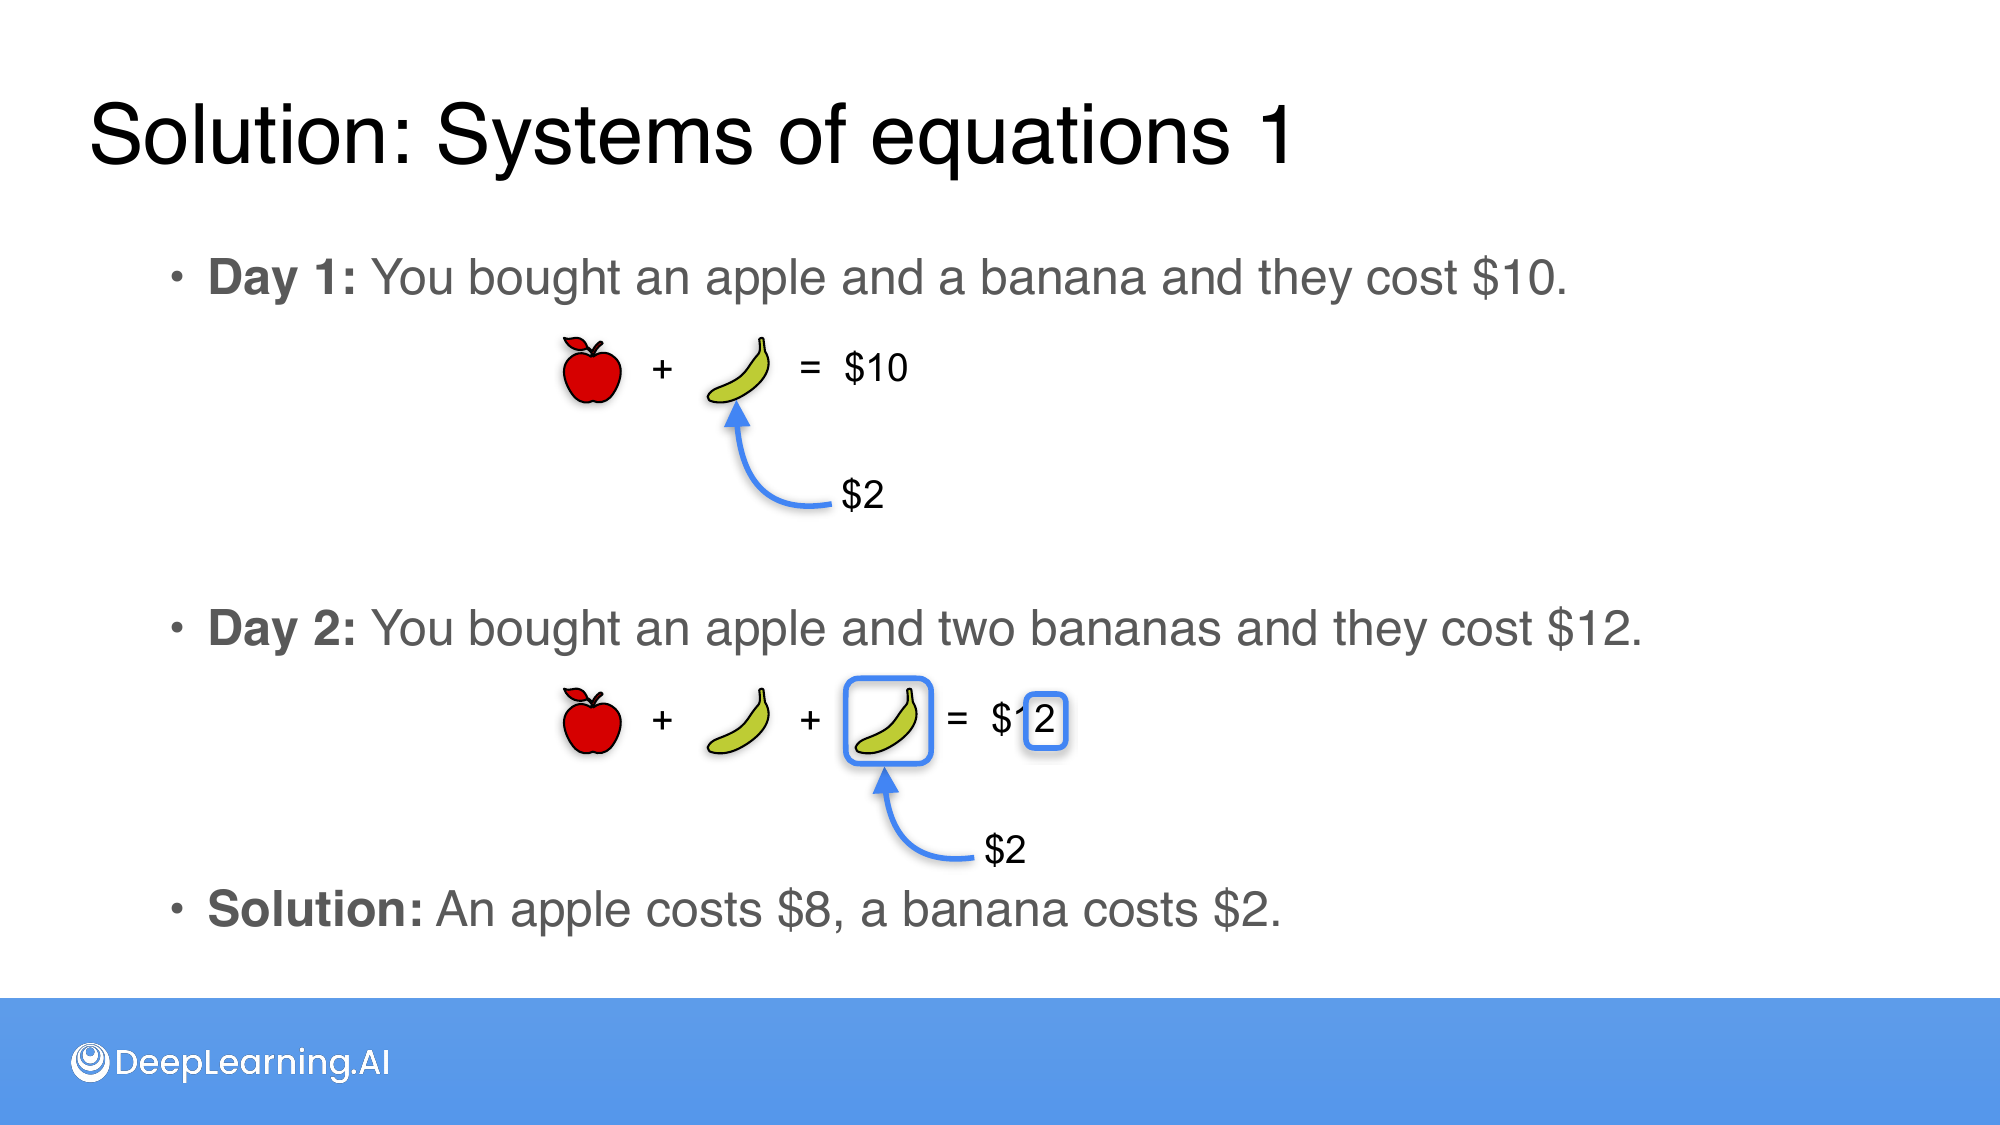 Solution: Systems of equations 1
• Day 1: You bought an apple and a banana and they cost $10.
+ = $10
$2
• Day 2: You bought an apple and two bananas and they cost $12.
+ + = $12
$2
• Solution: An apple costs $8, a banana costs $2.
DeepLearning.AI